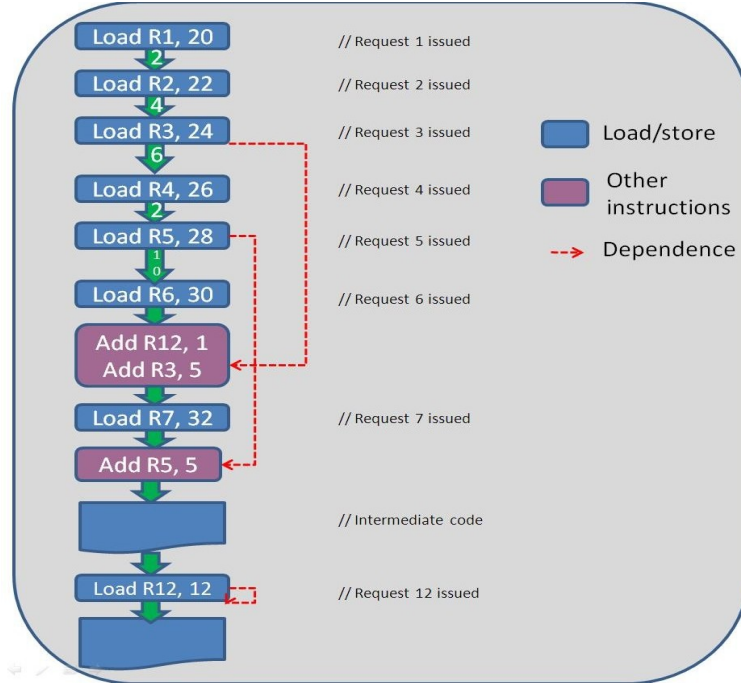 Load R1, 20 // Request 1 issued
2
Load R2, 22 // Request 2 issued
4
Load R3, 24 // Request 3 issued
6
Load R4, 26 // Request 4 issued
2
Load R5, 28 // Request 5 issued
10
Load R6, 30 // Request 6 issued
Add R12, 1
Add R3, 5
Load R7, 32 // Request 7 issued
Add R5, 5
// Intermediate code
Load R12, 12 // Request 12 issued
Load/store
Other
instructions
Dependence